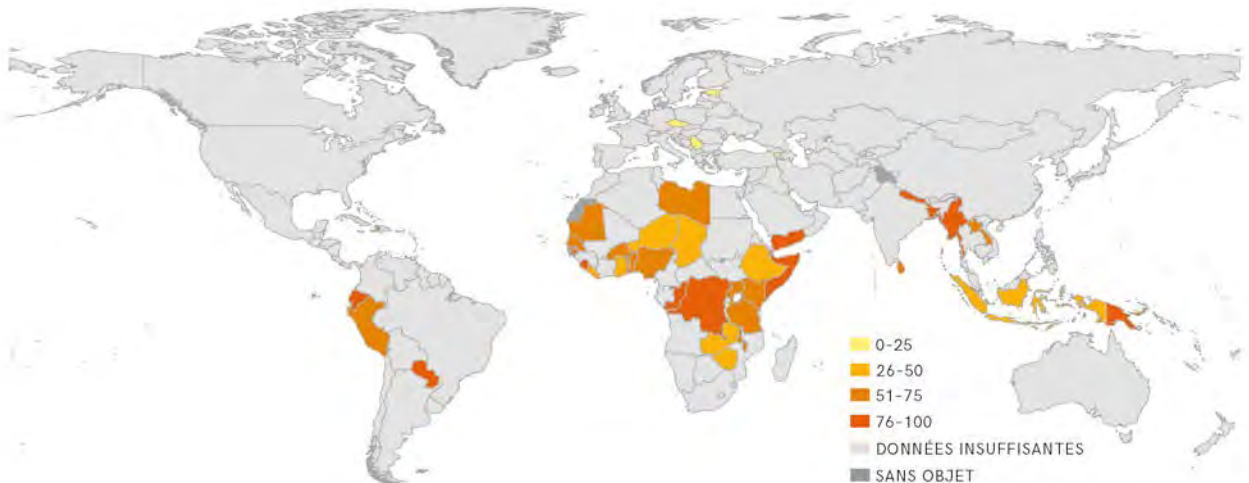 0-25
26-50
51-75
76-100
DONNÉES INSUFFISANTES
SANS OBJET